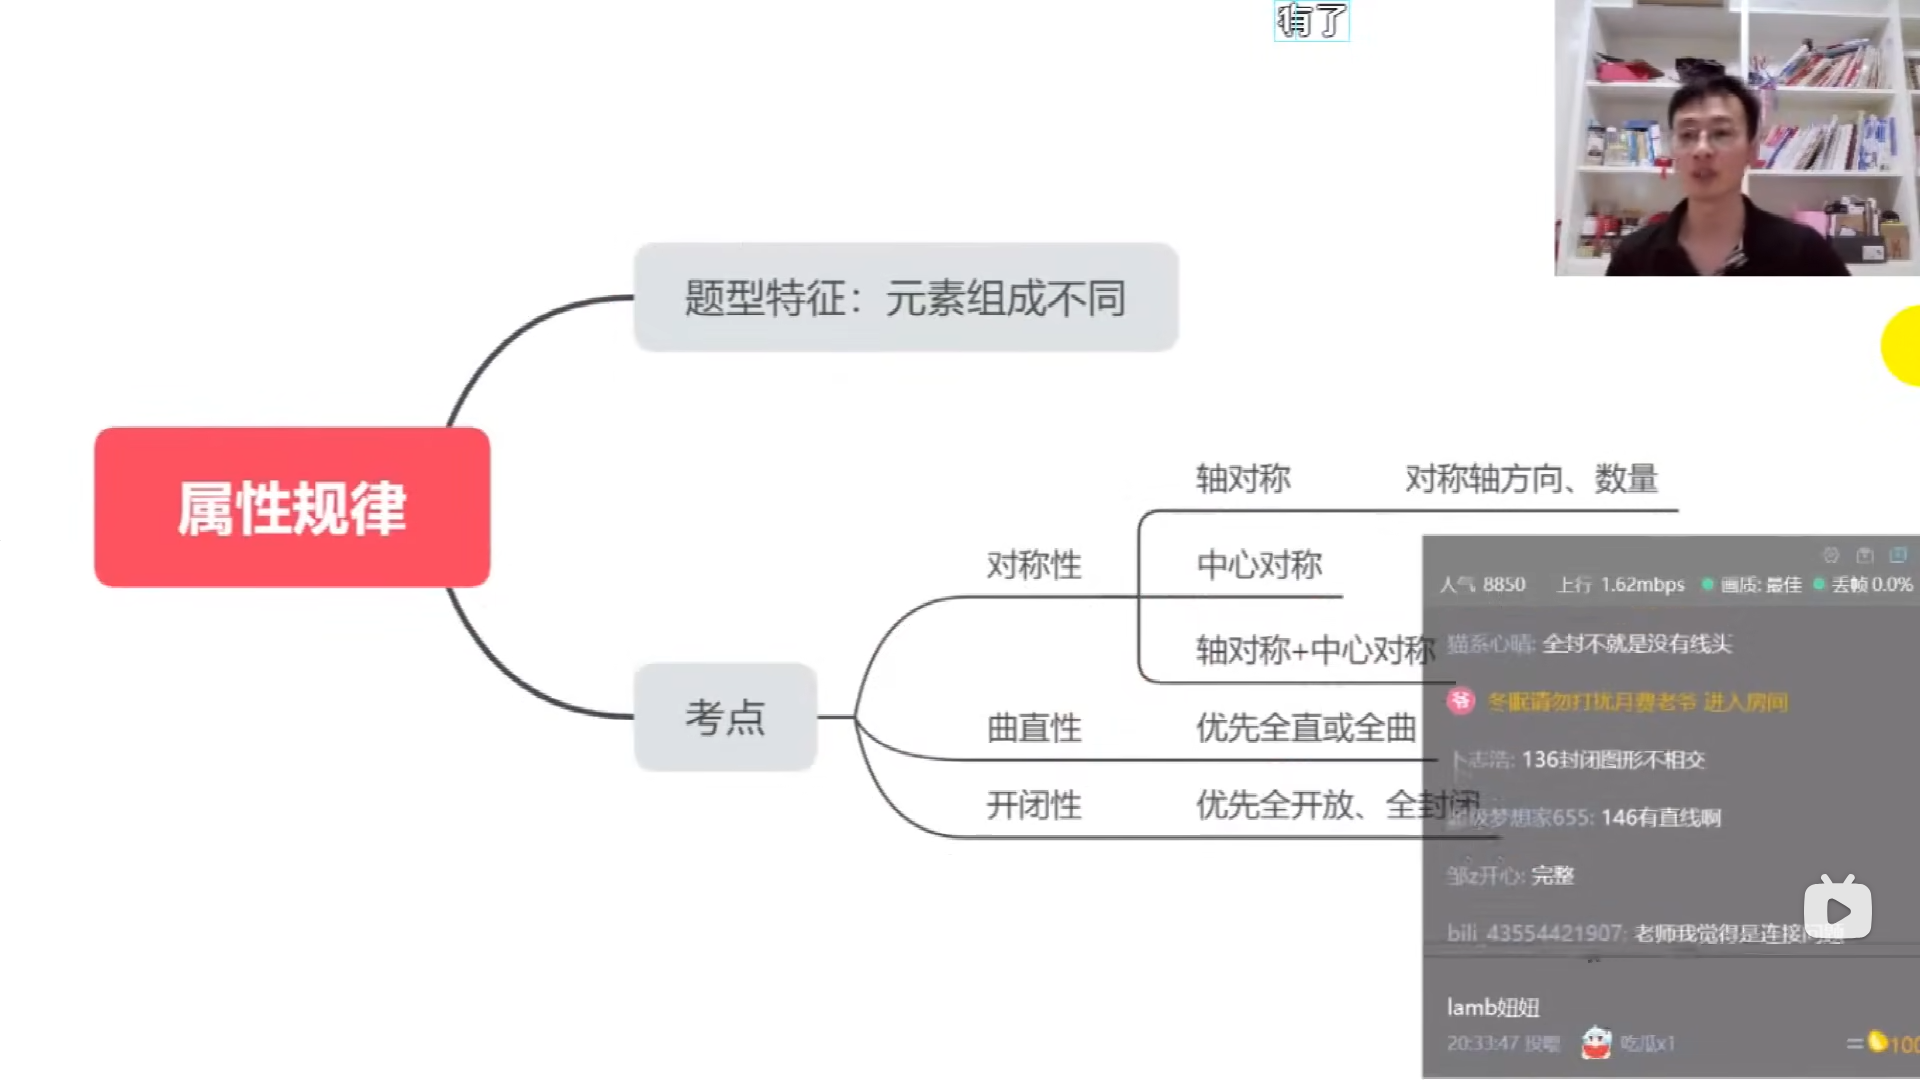 有了
题型特征：元素组成不同
属性规律
轴对称 对称轴方向、数量
对称性 中心对称
轴对称+中心对称
考点
曲直性 优先全直或全曲
开闭性 优先全开放、全封闭
人气 8850 上行 1.62mbps 画质: 最佳 丢帧 0.0%
猫系心晴: 全封不就是没有线头
爷 冬眠请勿打扰月费老爷 进入房间
卜志浩: 136封闭图形不相交
级梦想家655: 146有直线啊
邹z开心: 完整
bili_43554421907: 老师我觉得是连接问题
lamb妞妞
20:33:47 投喂 吃瓜x1 = 100